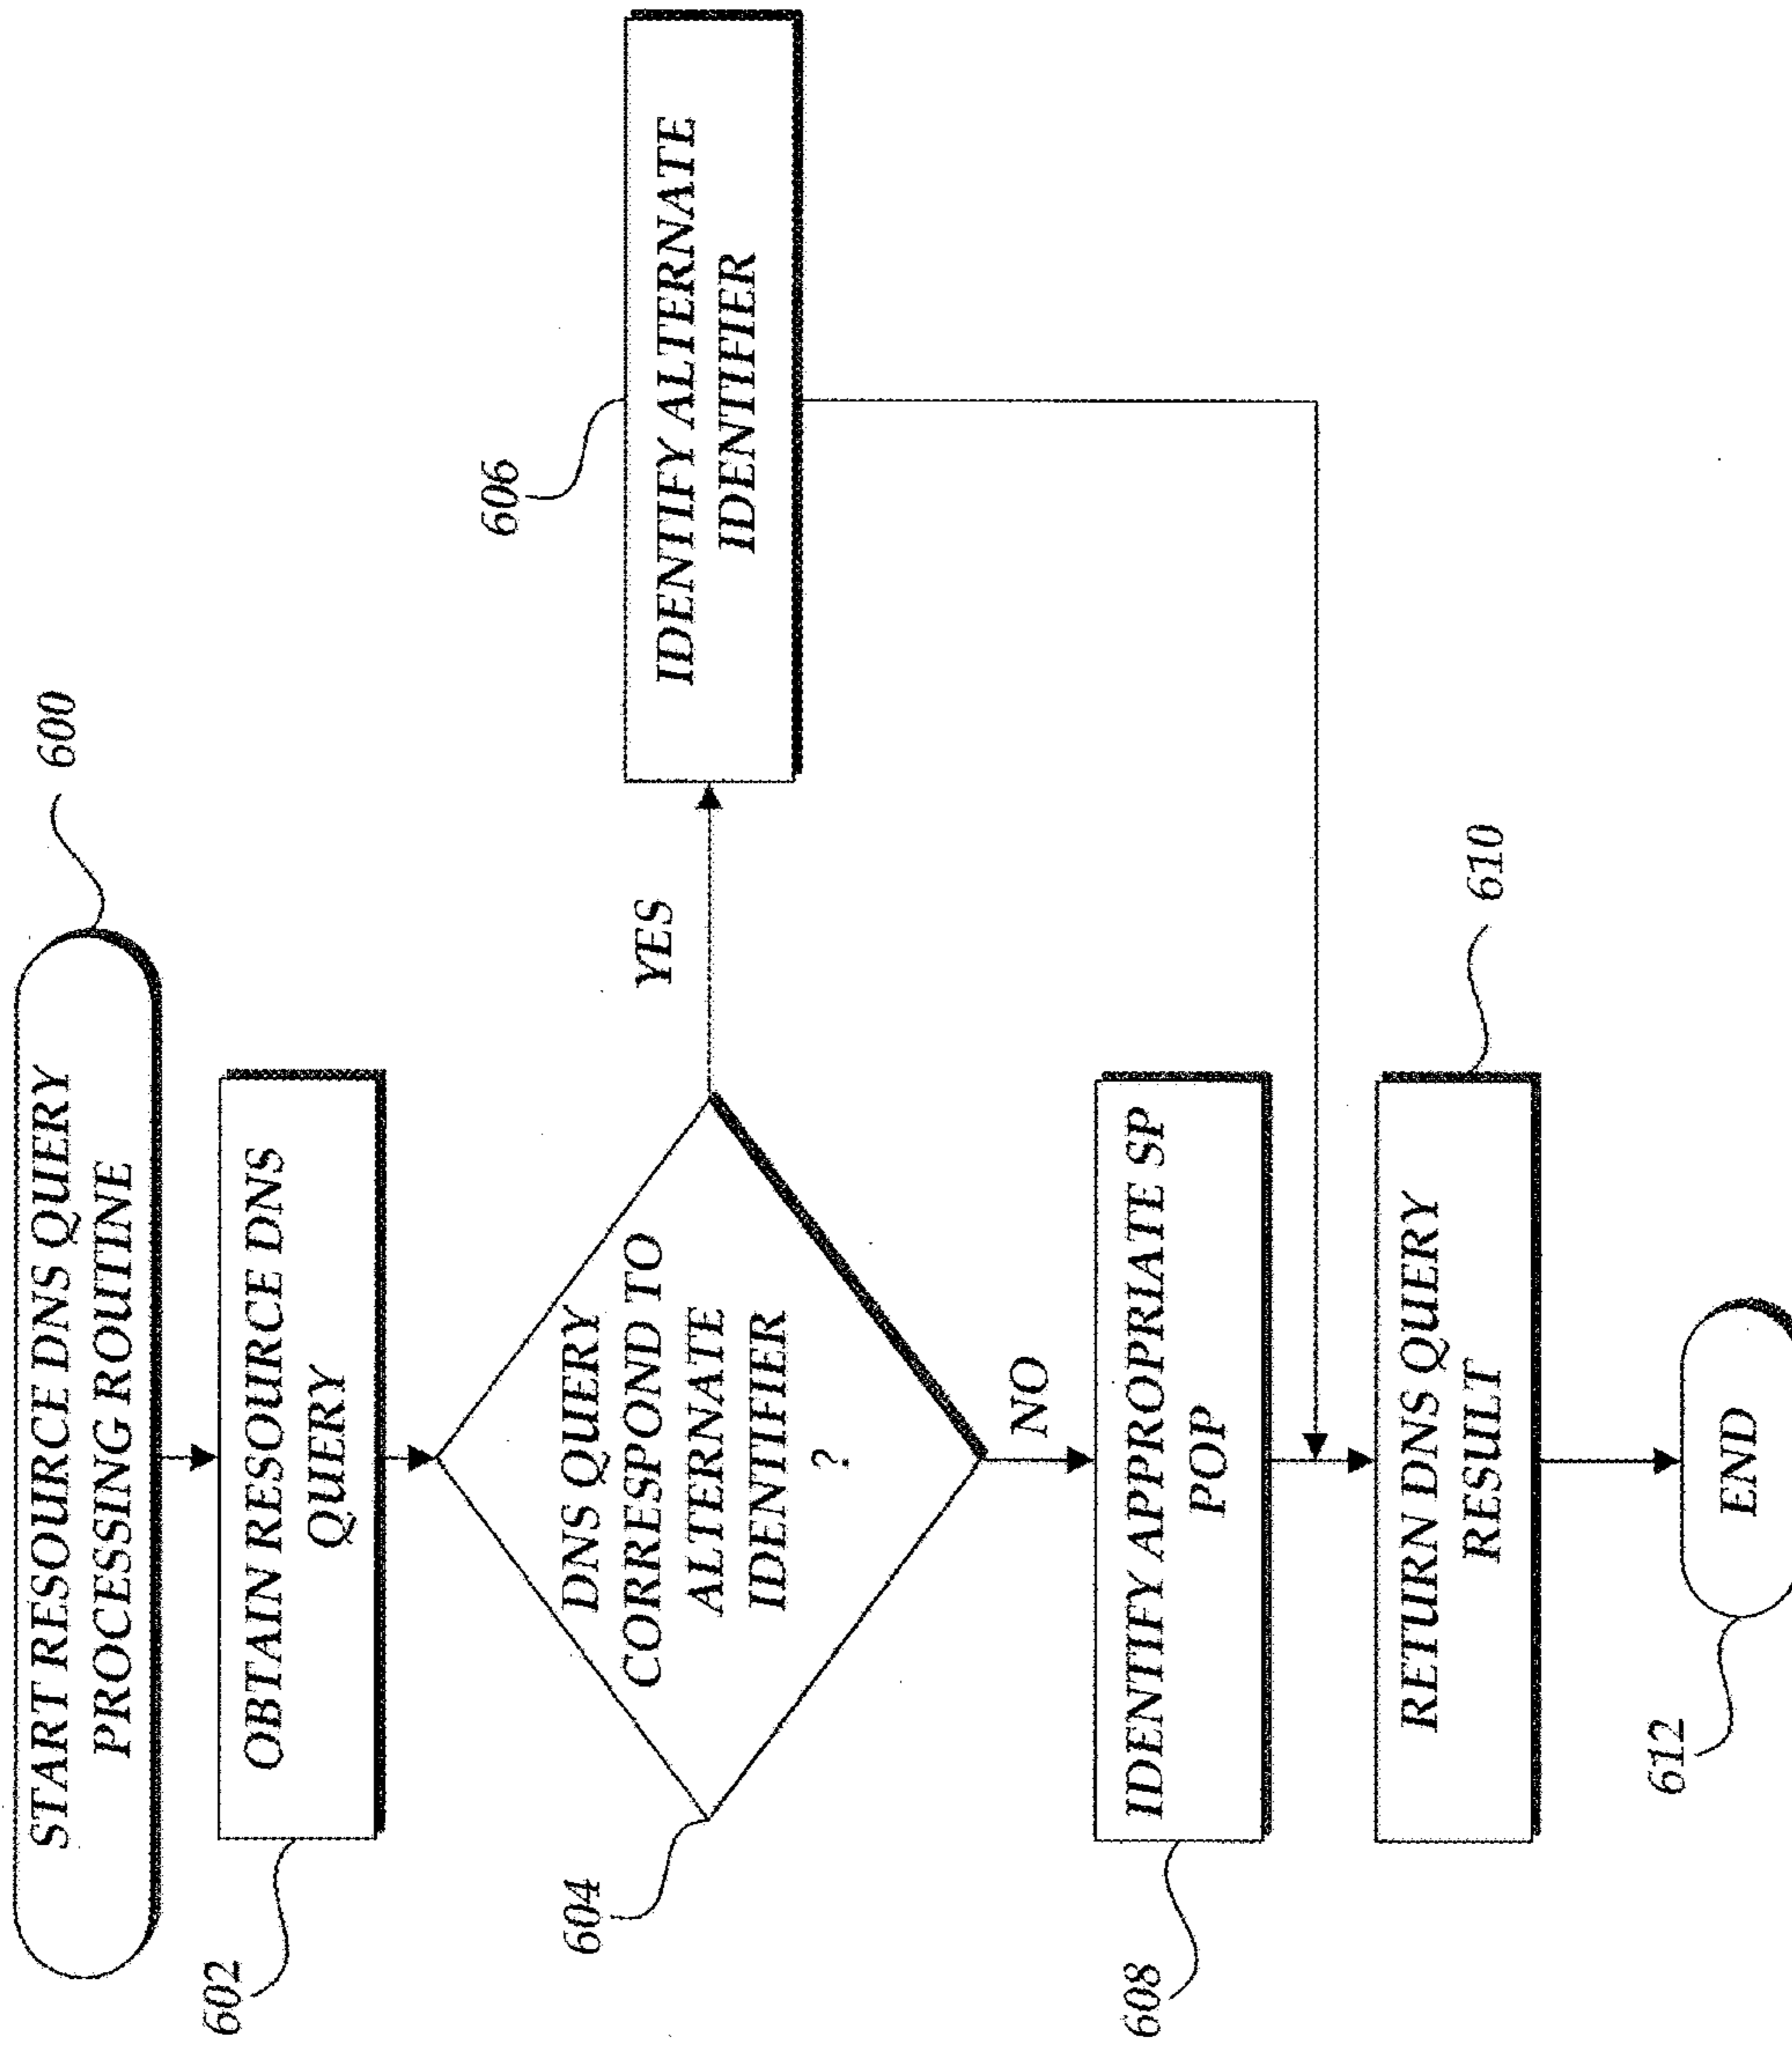 START RESOURCE DNS QUERY
PROCESSING ROUTINE
600
OBTAIN RESOURCE DNS
QUERY
602
DNS QUERY
CORRESPOND TO
ALTERNATE
IDENTIFIER
?
604
YES
IDENTIFY ALTERNATE
IDENTIFIER
606
NO
IDENTIFY APPROPRIATE SP
POP
608
RETURN DNS QUERY
RESULT
610
END
612